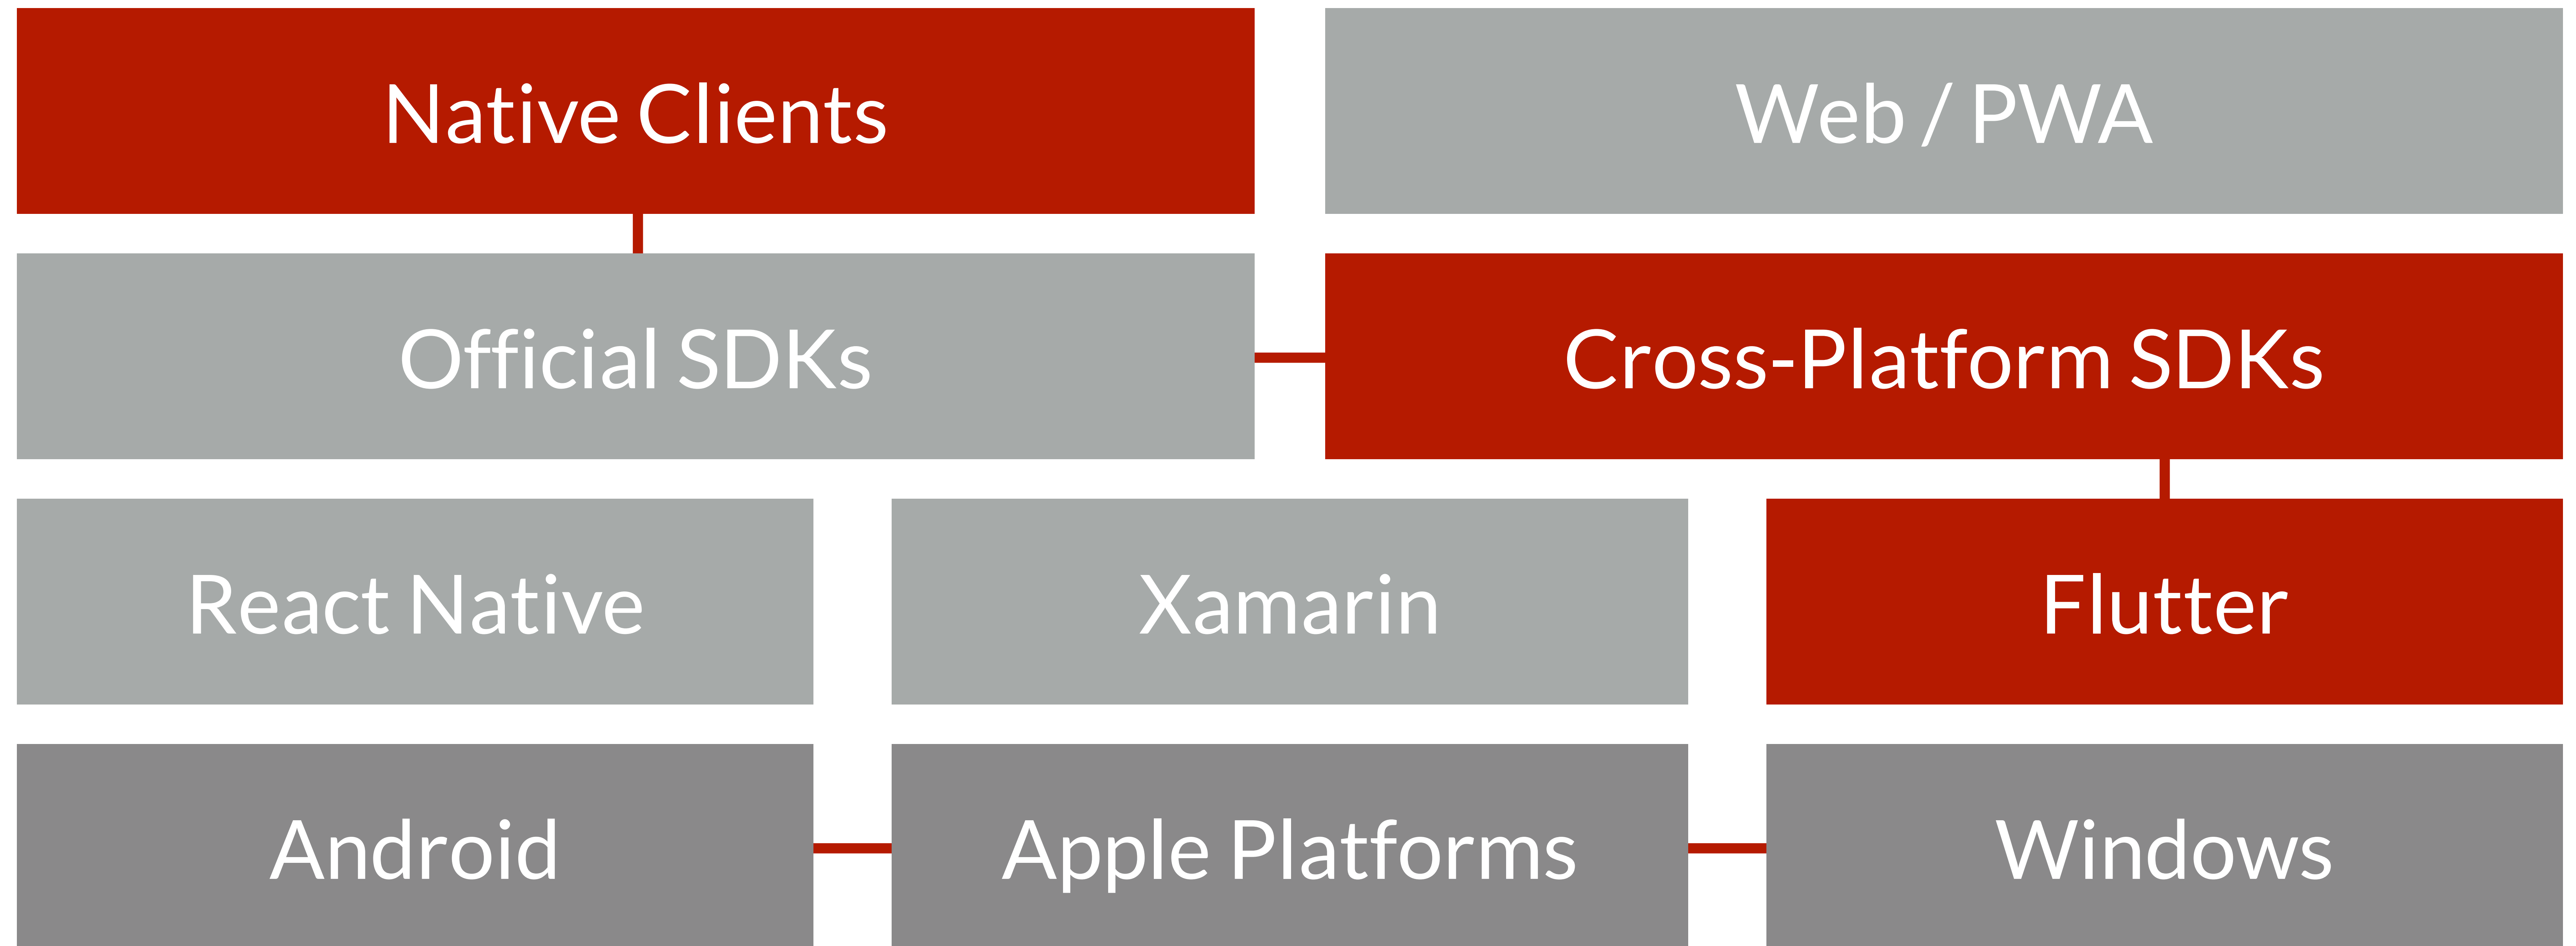 Native Clients
Web / PWA
Official SDKs
Cross-Platform SDKs
React Native
Xamarin
Flutter
Android
Apple Platforms
Windows